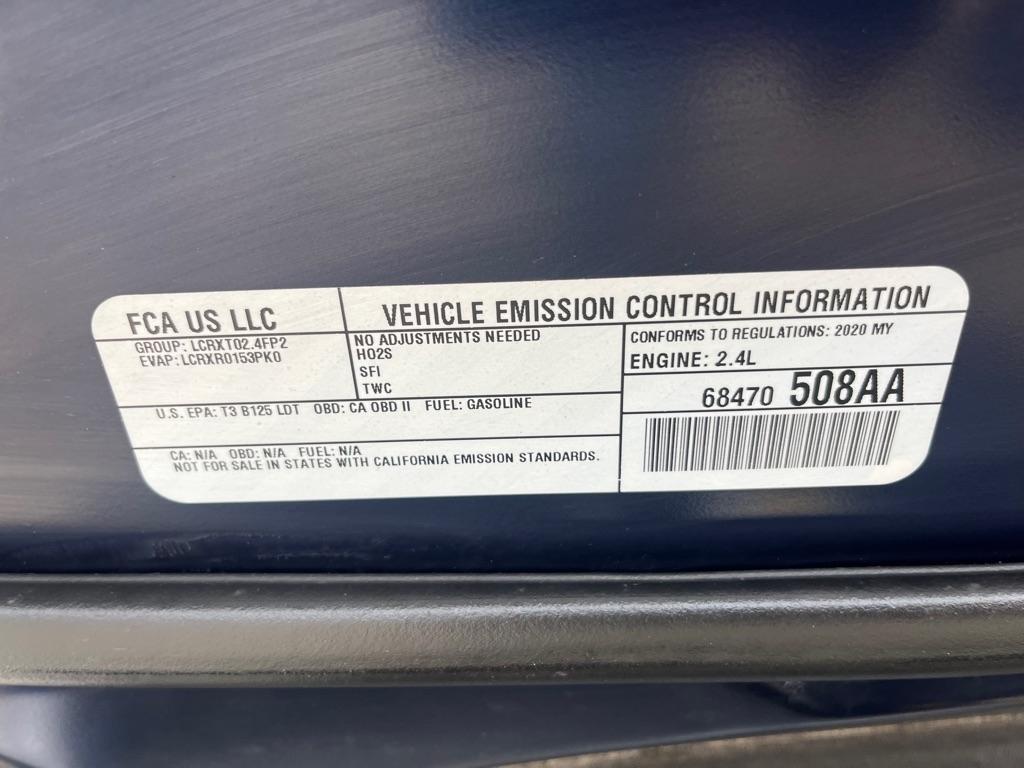 FCA US LLC
VEHICLE EMISSION CONTROL INFORMATION
GROUP: LCRXT02.4FP2
EVAP: LCRXR0153PK0
NO ADJUSTMENTS NEEDED
HO2S
SFI
TWC
CONFORMS TO REGULATIONS: 2020 MY
ENGINE: 2.4L
68470 508AA
U.S. EPA: T3 B125 LDT OBD: CA OBD II FUEL: GASOLINE
CA: N/A OBD: N/A FUEL: N/A
NOT FOR SALE IN STATES WITH CALIFORNIA EMISSION STANDARDS.